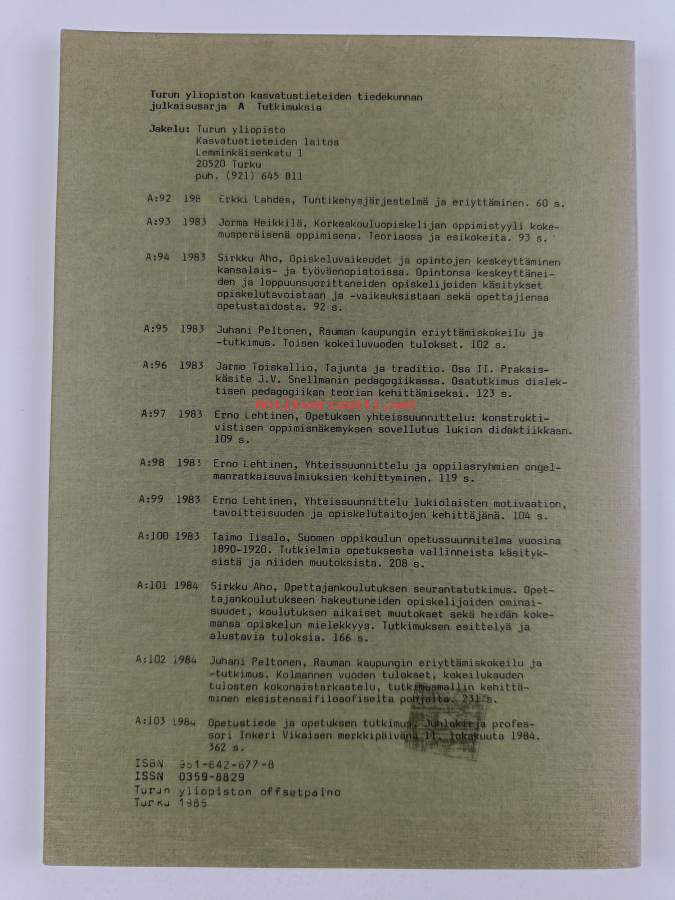 Turun yliopiston kasvatustieteiden tiedekunnan
julkaisusarja A Tutkimuksia
Jakelu: Turun yliopisto
Kasvatustieteiden laitos
Lemminkäisenkatu 1
20520 Turku
puh. (921) 645 811
A:92 198 Erkki Lahdes, Tuntikehysjärjestelmä ja eriyttäminen. 60 s.
A:93 1983 Jorma Heikkilä, Korkeakouluopiskelijan oppimistyyli koke-
musperäisenä oppimisena. Teoriaosa ja esikokeita. 93 s.
A:94 1983 Sirkku Aho, Opiskeluvaikeudet ja opintojen keskeyttäminen
kansalais- ja työväenopistoissa. Opintonsa keskeyttänei-
den ja loppuunsuorittaneiden opiskelijoiden käsitykset
opiskelutavoistaan ja -vaikeuksistaan sekä opettajiensa
opetustaidosta. 92 s.
A:95 1983 Juhani Peltonen, Rauman kaupungin eriyttämiskokeilu ja
-tutkimus. Toisen kokeiluvuoden tulokset. 102 s.
A:96 1983 Jarmo Toiskallio, Tajunta ja traditio. Osa II. Praksis-
käsite J.V. Snellmanin pedagogiikassa. Osatutkimus dialek-
tisen pedagogiikan teorian kehittämiseksi. 123 s.
Antikvariaatti.net
A:97 1983 Erno Lehtinen, Opetuksen yhteissuunnittelu: konstrukti-
vistisen oppimisnäkemyksen sovellutus lukion didaktiikkaan.
109 s.
A:98 1983 Erno Lehtinen, Yhteissuunnittelu ja oppilasryhmien ongel-
manratkaisuvalmiuksien kehittyminen. 119 s.
A:99 1983 Erno Lehtinen, Yhteissuunnittelu lukiolaisten motivaation,
tavoitteisuuden ja opiskelutaitojen kehittäjänä. 104 s.
A:100 1983 Taimo Iisalo, Suomen oppikoulun opetussuunnitelma vuosina
1890-1920. Tutkielmia opetuksesta vallinneista käsityk-
sistä ja niiden muutoksista. 208 s.
A:101 1984 Sirkku Aho, Opettajankoulutuksen seurantatutkimus. Opet-
tajankoulutukseen hakeutuneiden opiskelijoiden ominai-
suudet, koulutuksen aikaiset muutokset sekä heidän koke-
mansa opiskelun mielekkyys. Tutkimuksen esittelyä ja
alustavia tuloksia. 166 s.
A:102 1984 Juhani Peltonen, Rauman kaupungin eriyttämiskokeilu ja
-tutkimus. Kolmannen vuoden tulokset, kokeilukauden
tulosten kokonaistarkastelu, tutkimusmallin kehittä-
minen eksistenssifilosofiselta pohjalta. 231 s.
A:103 1984 Opetustiede ja opetuksen tutkimus. Juhlakirja profes-
sori Inkeri Vikaisen merkkipäivänä 11. lokakuuta 1984.
362 s.
ISBN 951-642-677-8
ISSN 0359-8829
Turun yliopiston offsetpaino
Turku 1985